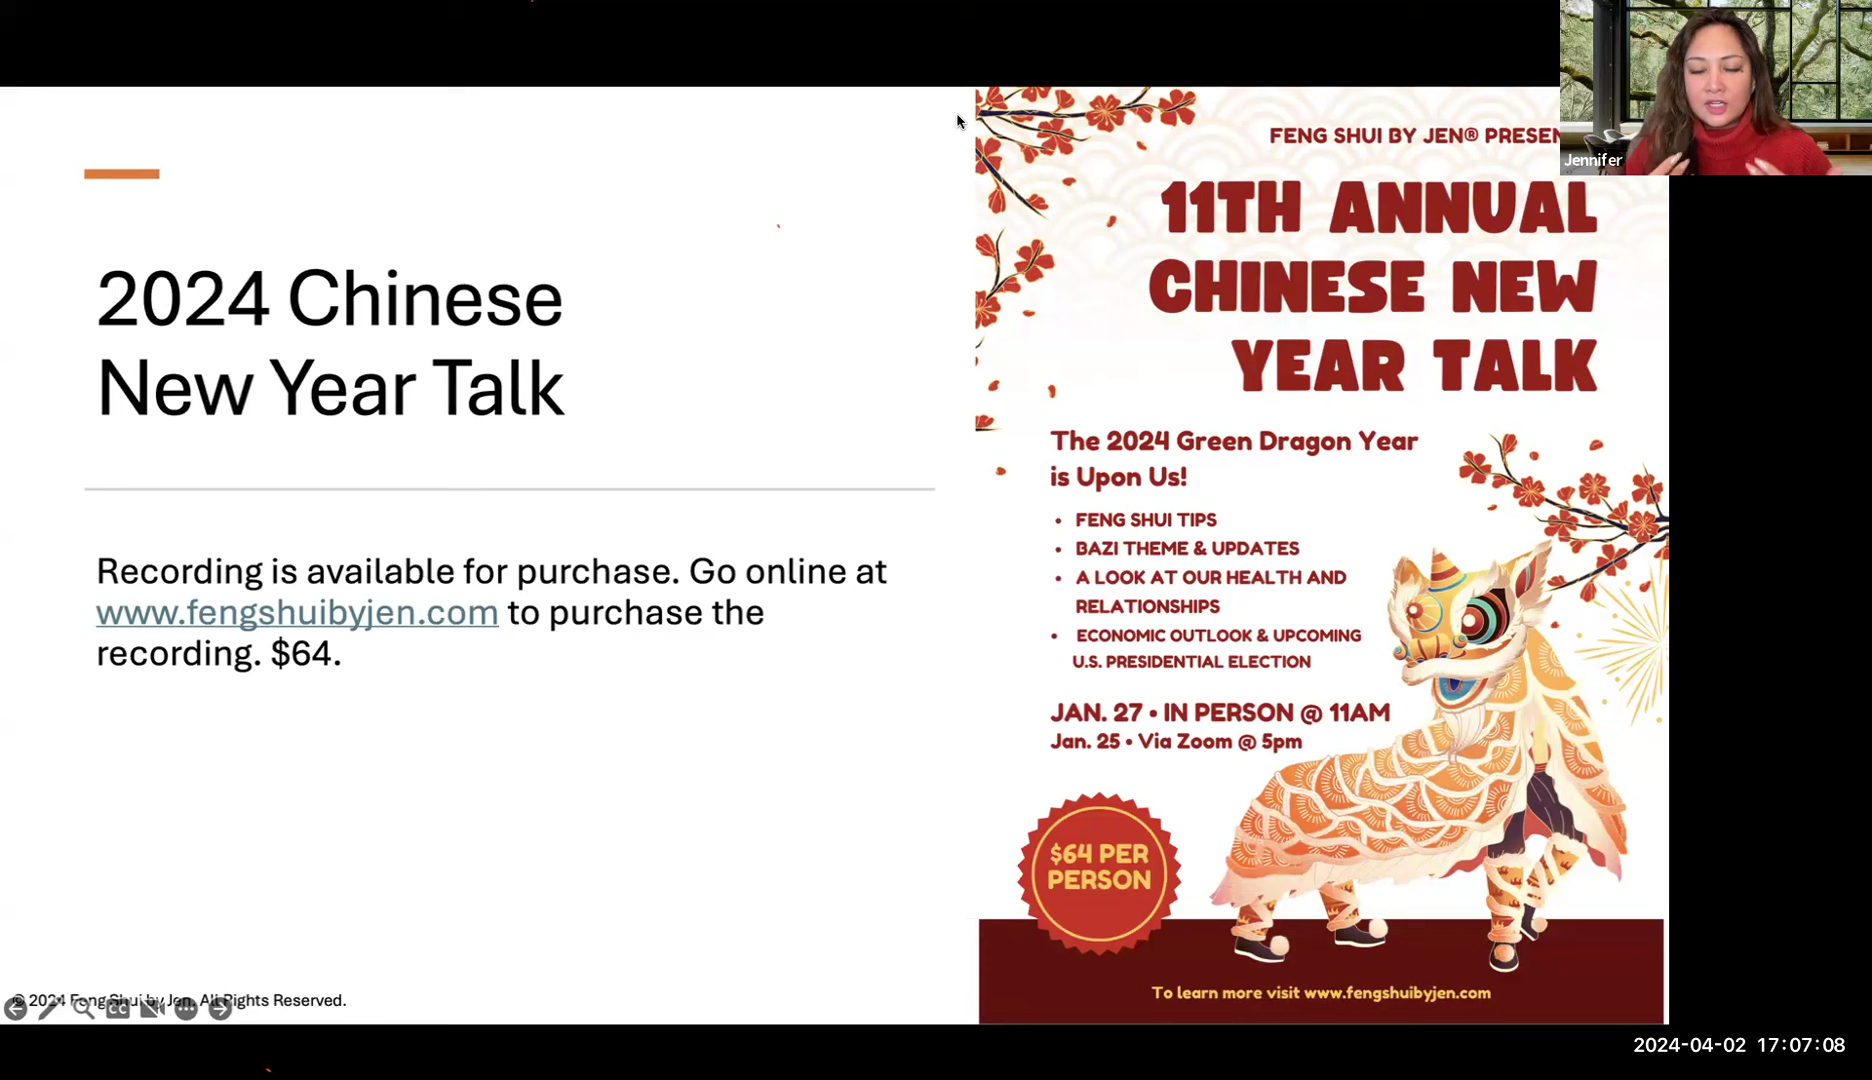 2024 Chinese
New Year Talk
Recording is available for purchase. Go online at
www.fengshuibyjen.com to purchase the
recording. $64.
© 2024 Feng Shui by Jen. All Rights Reserved.
CC
FENG SHUI BY JEN® PRESEN
11TH ANNUAL
CHINESE NEW
YEAR TALK
The 2024 Green Dragon Year
is Upon Us!
• FENG SHUI TIPS
• BAZI THEME & UPDATES
• A LOOK AT OUR HEALTH AND
RELATIONSHIPS
• ECONOMIC OUTLOOK & UPCOMING
U.S. PRESIDENTIAL ELECTION
JAN. 27 • IN PERSON @ 11AM
Jan. 25 • Via Zoom @ 5pm
$64 PER
PERSON
To learn more visit www.fengshuibyjen.com
Jennifer
2024-04-02 17:07:08